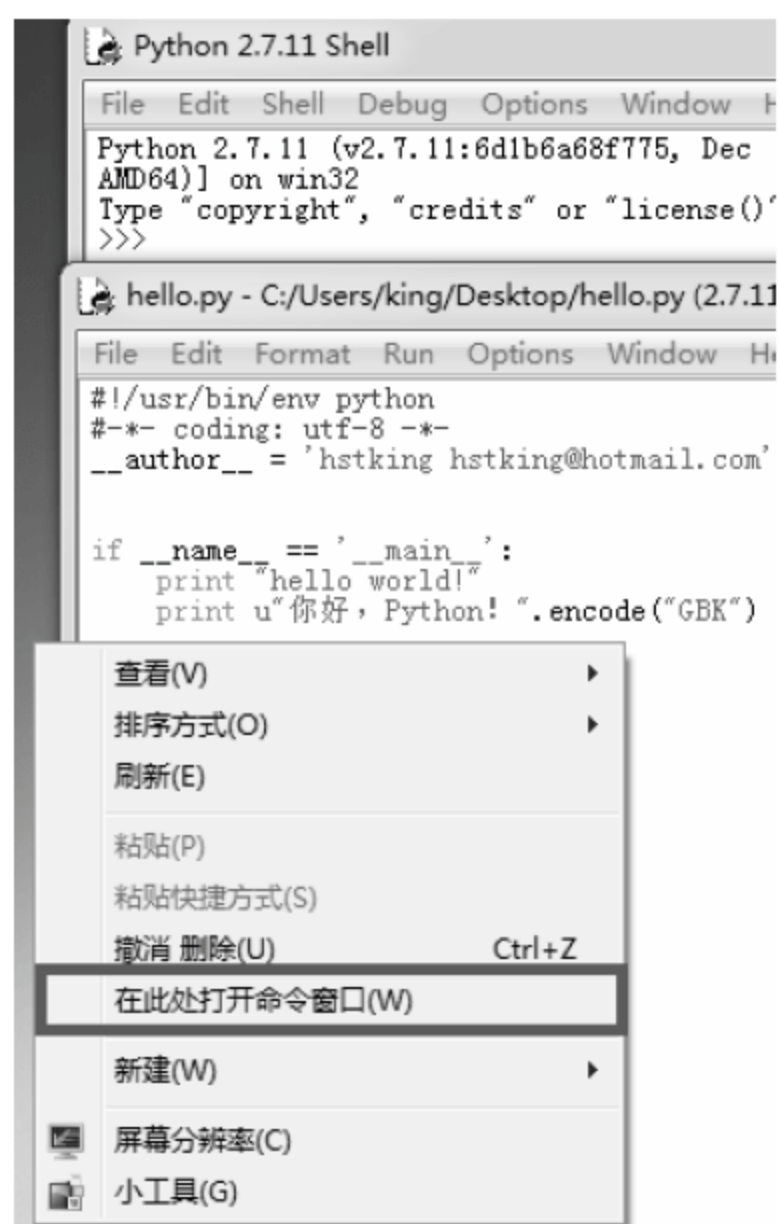 Python 2.7.11 Shell
File Edit Shell Debug Options Window
Python 2.7.11 (v2.7.11:6d1b6a68f775, Dec
AMD64)] on win32
Type "copyright", "credits" or "license()"
>>>
hello.py - C:/Users/king/Desktop/hello.py (2.7.11
File Edit Format Run Options Window
#!/usr/bin/env python
#-*- coding: utf-8 -*-
__author__ = 'hstking hstking@hotmail.com'
if __name__ == '__main__':
print "hello world!"
print u"你好，Python! ".encode("GBK")
查看(V)
排序方式(O)
刷新(E)
粘贴(P)
粘贴快捷方式(S)
撤消 删除(U) Ctrl+Z
在此处打开命令窗口(W)
新建(W)
屏幕分辨率(C)
小工具(G)